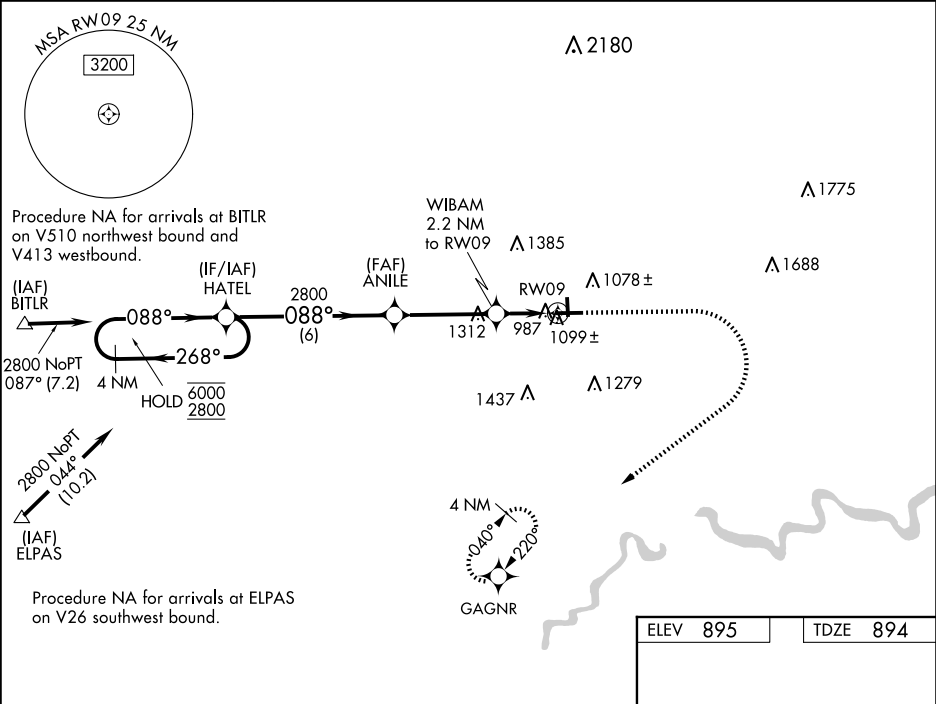 MSA RW09 25 NM
3200
2180
Procedure NA for arrivals at BITLR
on V510 northwest bound and
V413 westbound.
1775
WIBAM
2.2 NM
to RW09
1385
1688
(IAF)
BITLR
(IF/IAF)
HATEL
(FAF)
ANILE
RW09
1078 ±
088°
2800
088°
(6)
1312
987
1099 ±
2800 NoPT
087° (7.2)
4 NM
268°
HOLD
6000
2800
1437
1279
2800 NoPT
044°
(10.2)
(IAF)
ELPAS
4 NM
040°
220°
GAGNR
Procedure NA for arrivals at ELPAS
on V26 southwest bound.
ELEV 895
TDZE 894